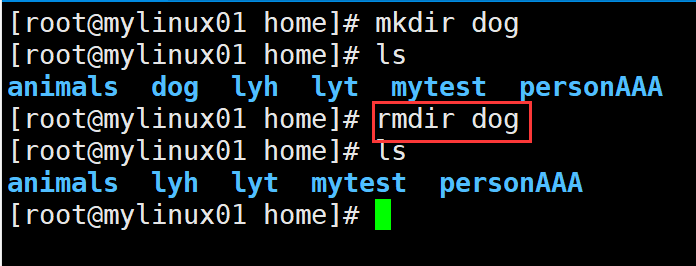 [root@mylinux01 home]# mkdir dog
[root@mylinux01 home]# ls
animals  dog  lyh  lyt  mytest  personAAA
[root@mylinux01 home]# rmdir dog
[root@mylinux01 home]# ls
animals  lyh  lyt  mytest  personAAA
[root@mylinux01 home]#